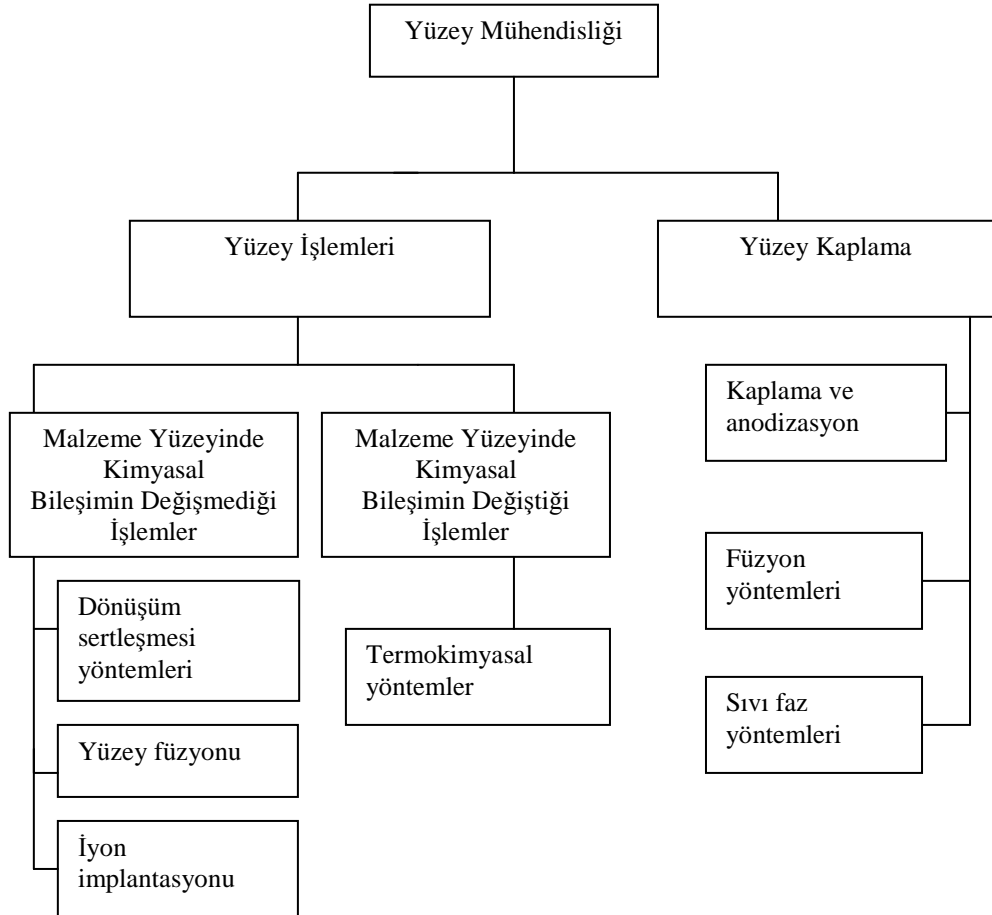 Yüzey Mühendisliği
Yüzey İşlemleri
Yüzey Kaplama
Malzeme Yüzeyinde
Kimyasal
Bileşimin Değişmediği
İşlemler
Malzeme Yüzeyinde
Kimyasal
Bileşimin Değiştiği
İşlemler
Kaplama ve
anodizasyon
Dönüşüm
sertleşmesi
yöntemleri
Termokimyasal
yöntemler
Füzyon
yöntemleri
Yüzey füzyonu
Sıvı faz
yöntemleri
İyon
implantasyonu